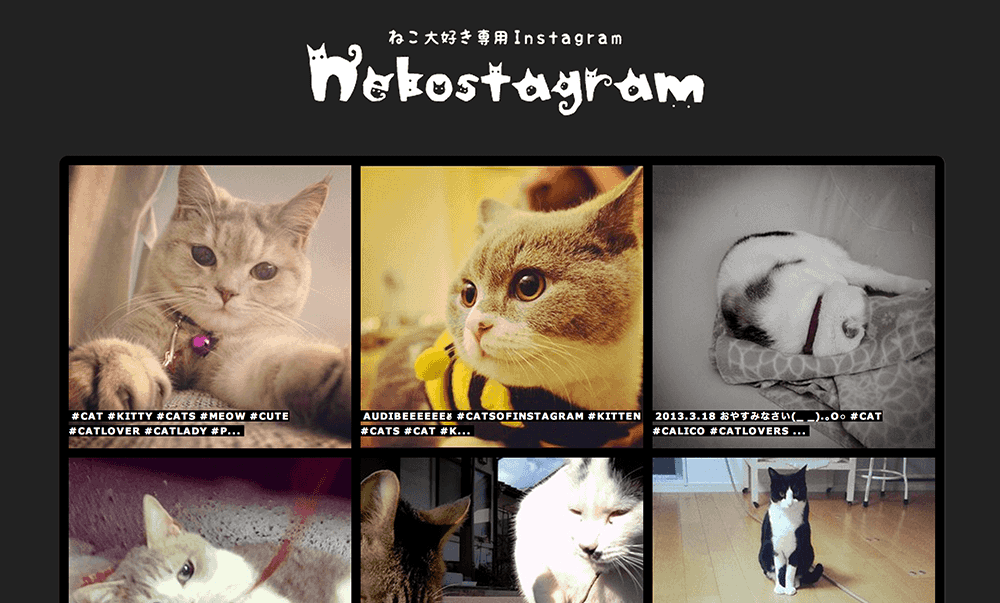 ねこ大好き専用Instagram
Nekostagram
#CAT #KITTY #CATS #MEOW #CUTE
#CATLOVER #CATLADY #P...
AUDIBEEEEEE #CATSOFINSTAGRAM #KITTEN
#CATS #CAT #K...
2013.3.18 おやすみなさい(_ _).｡o○ #CAT
#CALICO #CATLOVERS ...